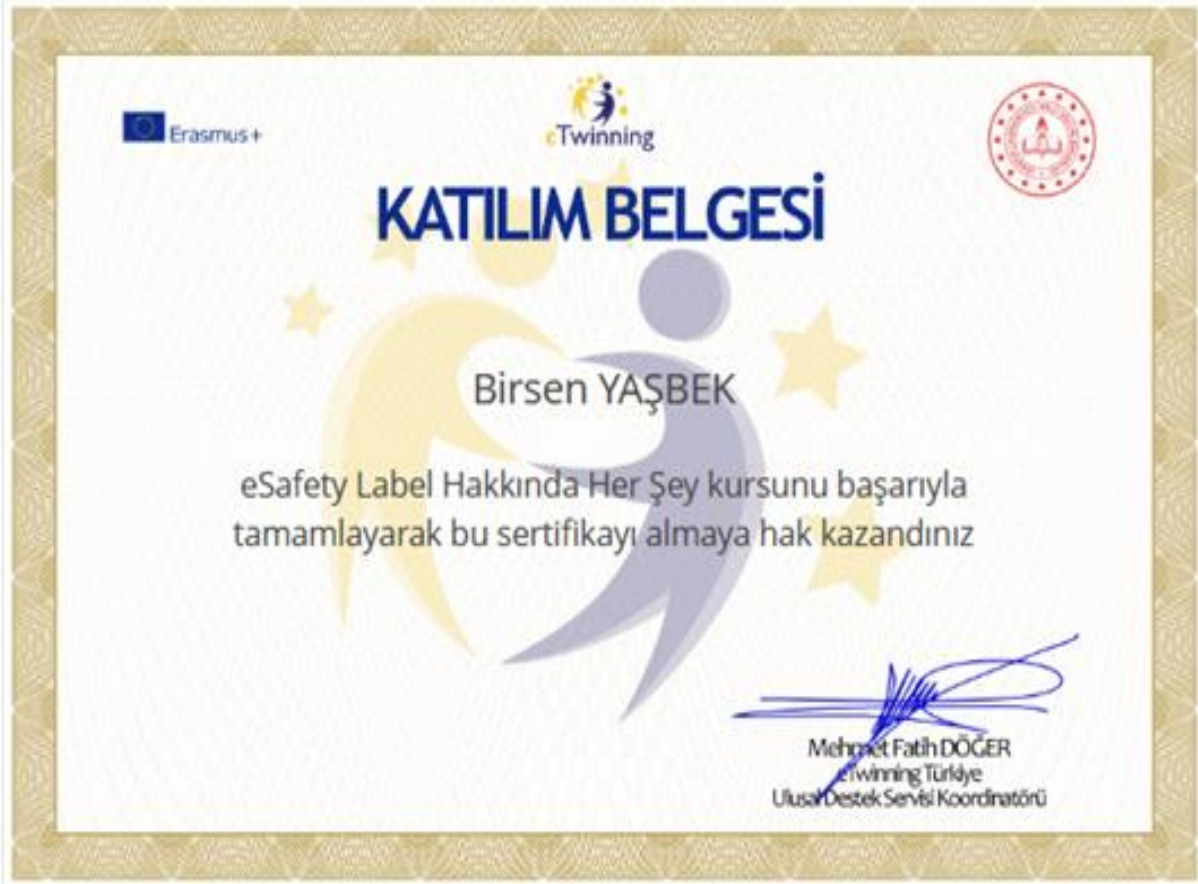 Erasmus+
eTwinning
KATILIM BELGESİ
Birsen YAŞBEK
eSafety Label Hakkında Her Şey kursunu başarıyla
tamamlayarak bu sertifikayı almaya hak kazandınız
Mehmet Fatih DÖĞER
eTwinning Türkiye
Ulusal Destek Servisi Koordinatörü